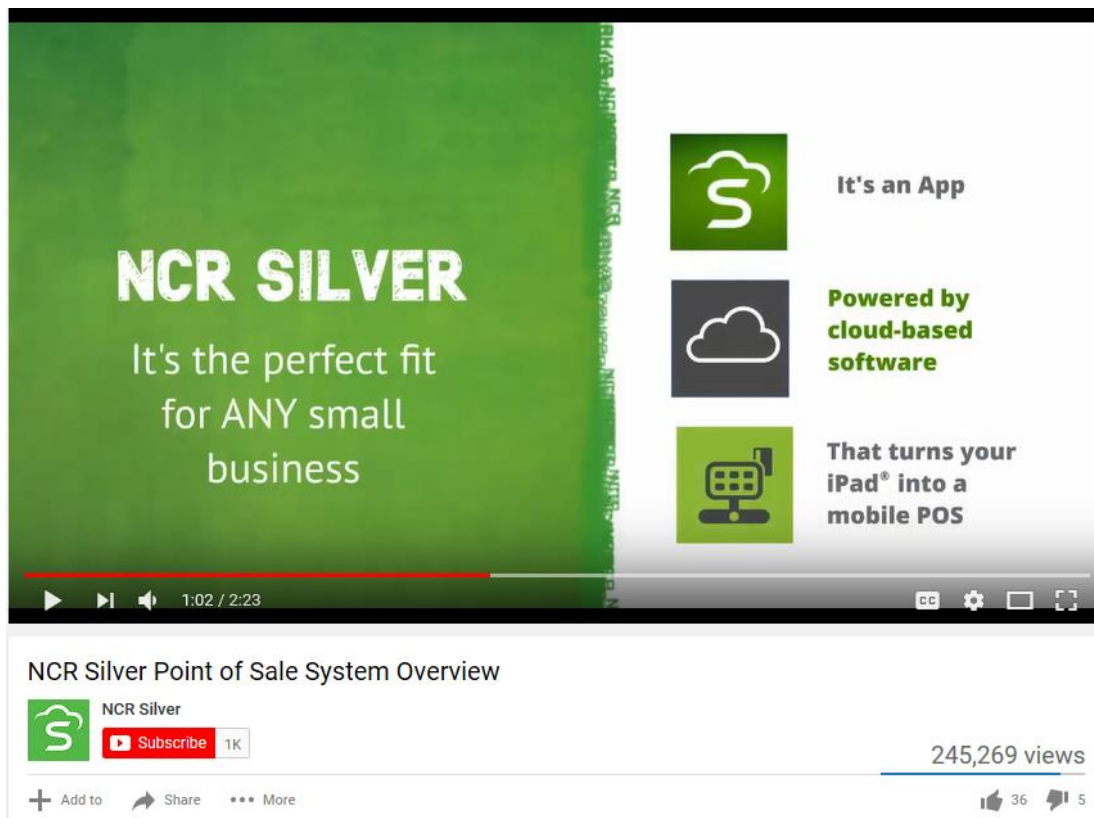 NCR SILVER
It's the perfect fit
for ANY small
business
S
It's an App
Powered by
cloud-based
software
That turns your
iPad® into a
mobile POS
1:02 / 2:23
CC
NCR Silver Point of Sale System Overview
S
NCR Silver
Subscribe 1K
245,269 views
Add to Share More
36 5